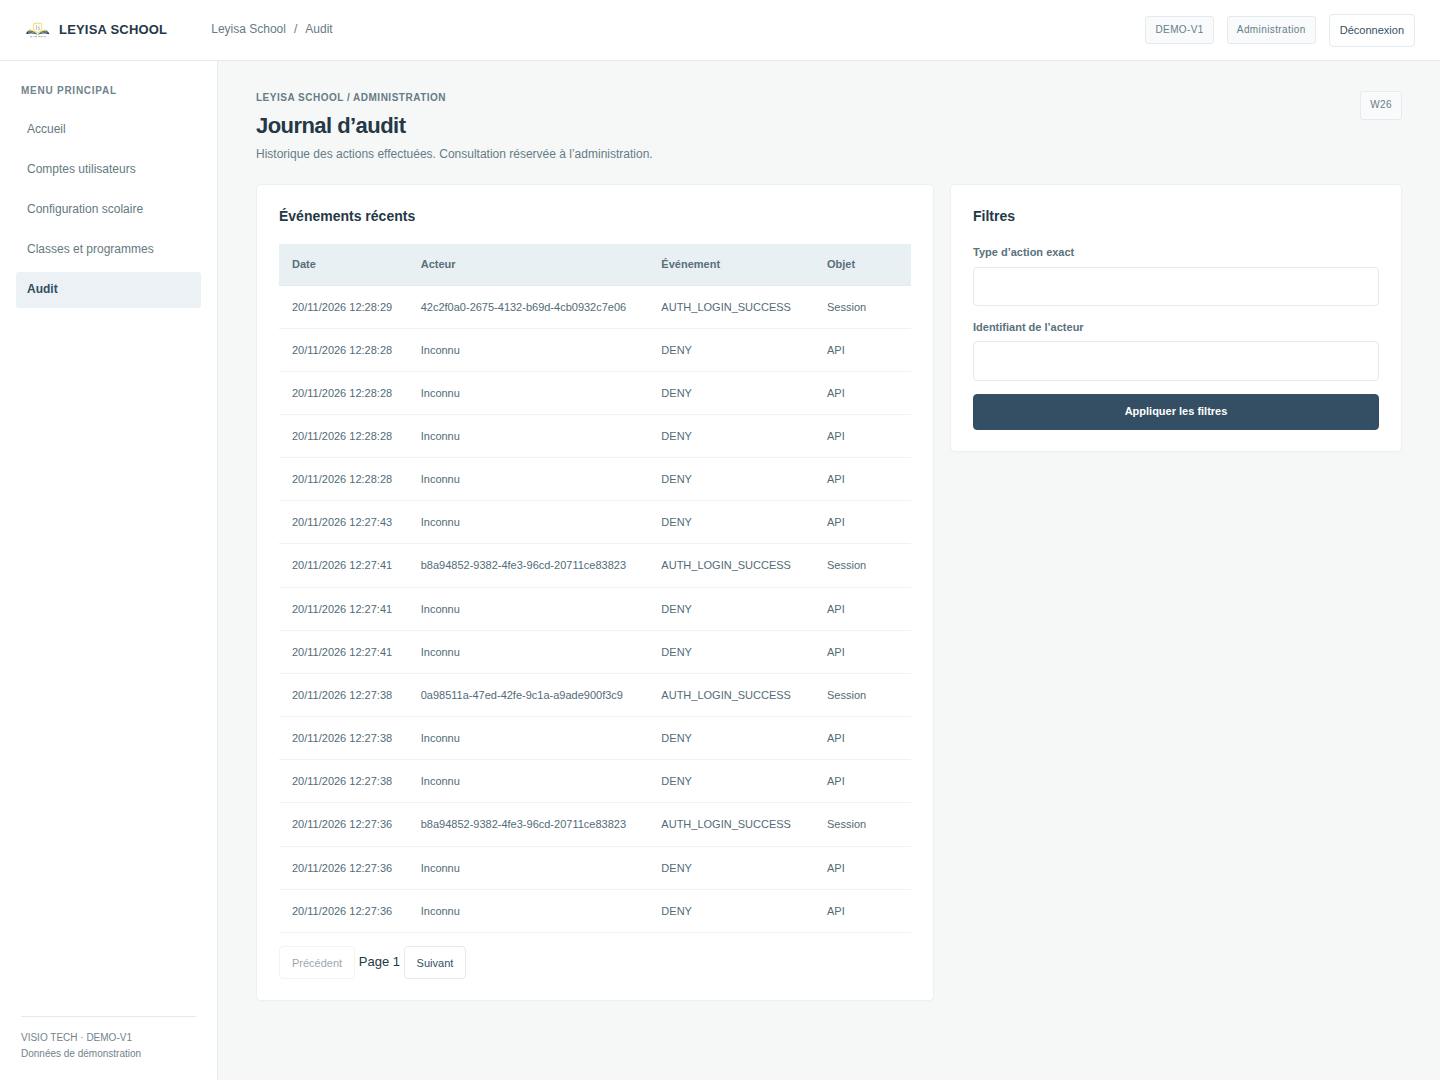 LEYISA SCHOOL
Leyisa School / Audit
DEMO-V1
Administration
Déconnexion
MENU PRINCIPAL
Accueil
Comptes utilisateurs
Configuration scolaire
Classes et programmes
Audit
VISIO TECH · DEMO-V1
Données de démonstration
LEYISA SCHOOL / ADMINISTRATION
Journal d’audit
Historique des actions effectuées. Consultation réservée à l’administration.
W26
Événements récents
Date Acteur Événement Objet
20/11/2026 12:28:29 42c2f0a0-2675-4132-b69d-4cb0932c7e06 AUTH_LOGIN_SUCCESS Session
20/11/2026 12:28:28 Inconnu DENY API
20/11/2026 12:28:28 Inconnu DENY API
20/11/2026 12:28:28 Inconnu DENY API
20/11/2026 12:28:28 Inconnu DENY API
20/11/2026 12:27:43 Inconnu DENY API
20/11/2026 12:27:41 b8a94852-9382-4fe3-96cd-20711ce83823 AUTH_LOGIN_SUCCESS Session
20/11/2026 12:27:41 Inconnu DENY API
20/11/2026 12:27:41 Inconnu DENY API
20/11/2026 12:27:38 0a98511a-47ed-42fe-9c1a-a9ade900f3c9 AUTH_LOGIN_SUCCESS Session
20/11/2026 12:27:38 Inconnu DENY API
20/11/2026 12:27:38 Inconnu DENY API
20/11/2026 12:27:36 b8a94852-9382-4fe3-96cd-20711ce83823 AUTH_LOGIN_SUCCESS Session
20/11/2026 12:27:36 Inconnu DENY API
20/11/2026 12:27:36 Inconnu DENY API
Précédent Page 1 Suivant
Filtres
Type d’action exact
Identifiant de l’acteur
Appliquer les filtres